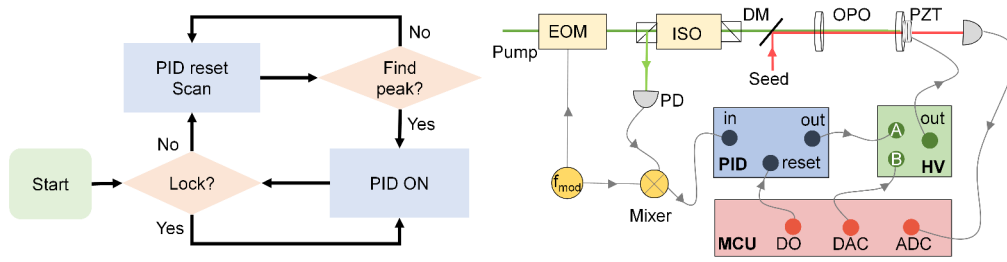 No
PID reset
Scan
Find
peak?
No
Yes
Start
Lock?
PID ON
Yes
EOM
ISO
DM
OPO
PZT
Pump
Seed
PD
in
out
out
A
B
PID
reset
HV
fmod
Mixer
MCU
DO
DAC
ADC